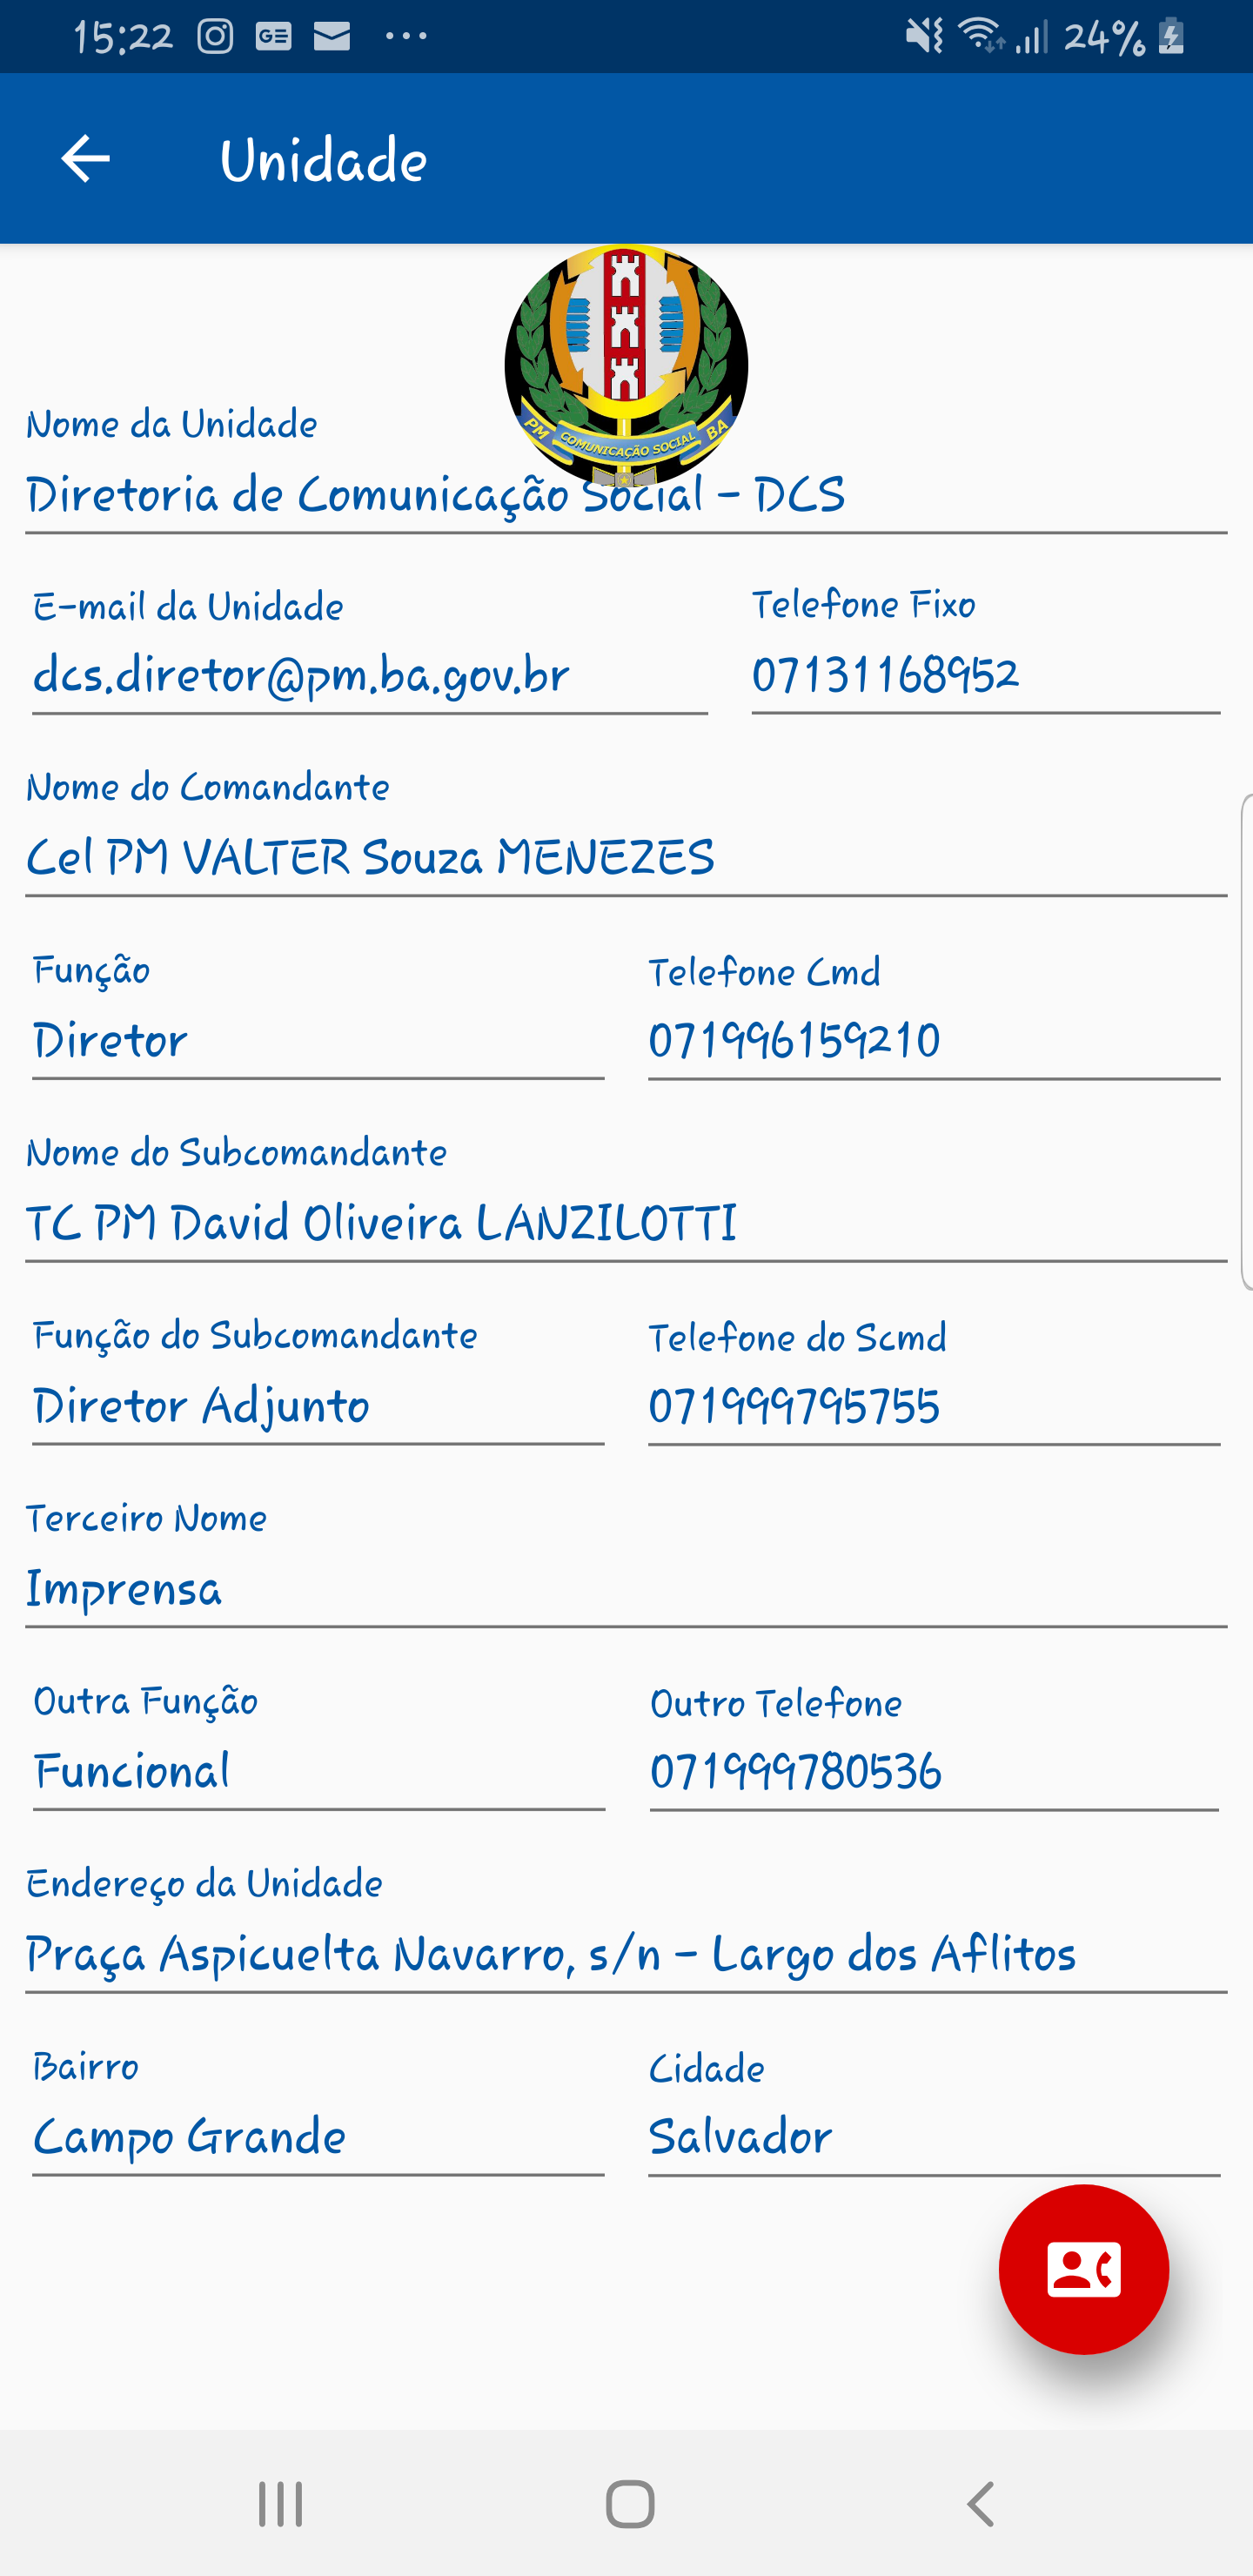 15:22
24%
Unidade
PM COMUNICAÇÃO SOCIAL BA
Nome da Unidade
Diretoria de Comunicação Social - DCS
E-mail da Unidade
Telefone Fixo
dcs.diretor@pm.ba.gov.br
07131168952
Nome do Comandante
Cel PM VALTER Souza MENEZES
Função
Telefone Cmd
Diretor
071996159210
Nome do Subcomandante
TC PM David Oliveira LANZILOTTI
Função do Subcomandante
Telefone do Scmd
Diretor Adjunto
071999795755
Terceiro Nome
Imprensa
Outra Função
Outro Telefone
Funcional
071999780536
Endereço da Unidade
Praça Aspicuelta Navarro, s/n - Largo dos Aflitos
Bairro
Cidade
Campo Grande
Salvador